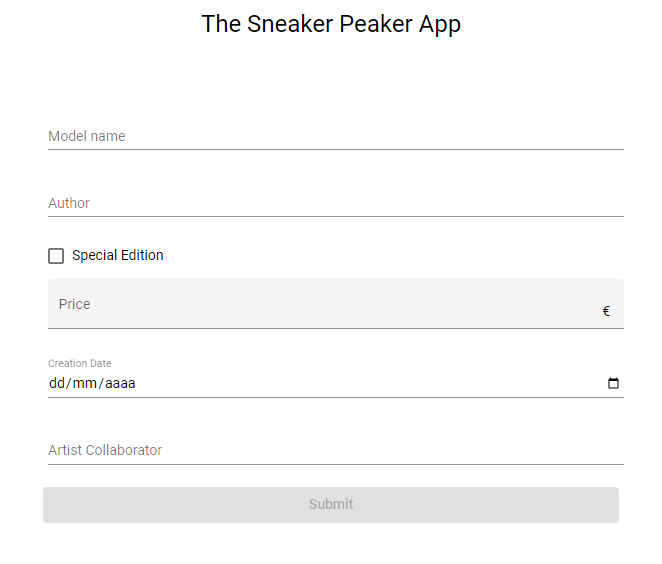 The Sneaker Peaker App
Model name
Author
Special Edition
Price
€
Creation Date
dd/mm/aaaa
Artist Collaborator
Submit